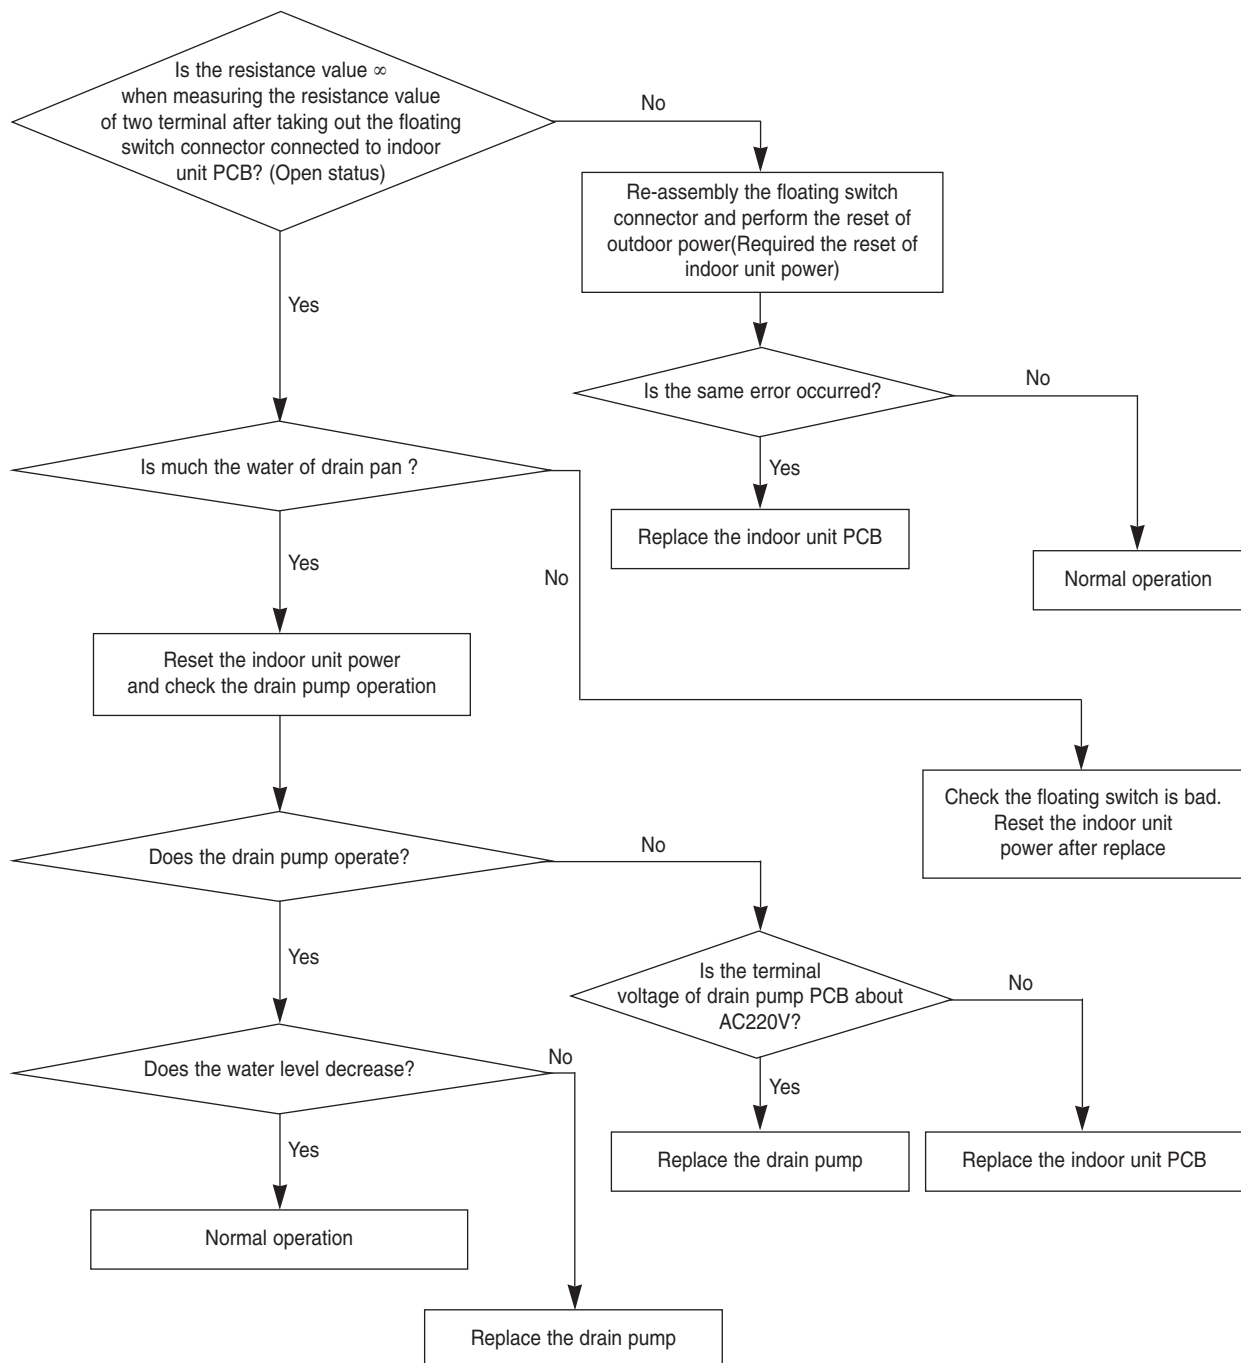 Is the resistance value ∞
when measuring the resistance value
of two terminal after taking out the floating
switch connector connected to indoor
unit PCB? (Open status)
No
Re-assembly the floating switch
connector and perform the reset of
outdoor power(Required the reset of
indoor unit power)
Yes
Is the same error occurred?
No
Yes
Is much the water of drain pan ?
Replace the indoor unit PCB
Yes
No
Normal operation
Reset the indoor unit power
and check the drain pump operation
Check the floating switch is bad.
Reset the indoor unit
power after replace
Does the drain pump operate?
No
Yes
Is the terminal
voltage of drain pump PCB about
AC220V?
No
Does the water level decrease?
No
Yes
Yes
Replace the drain pump
Replace the indoor unit PCB
Normal operation
Replace the drain pump